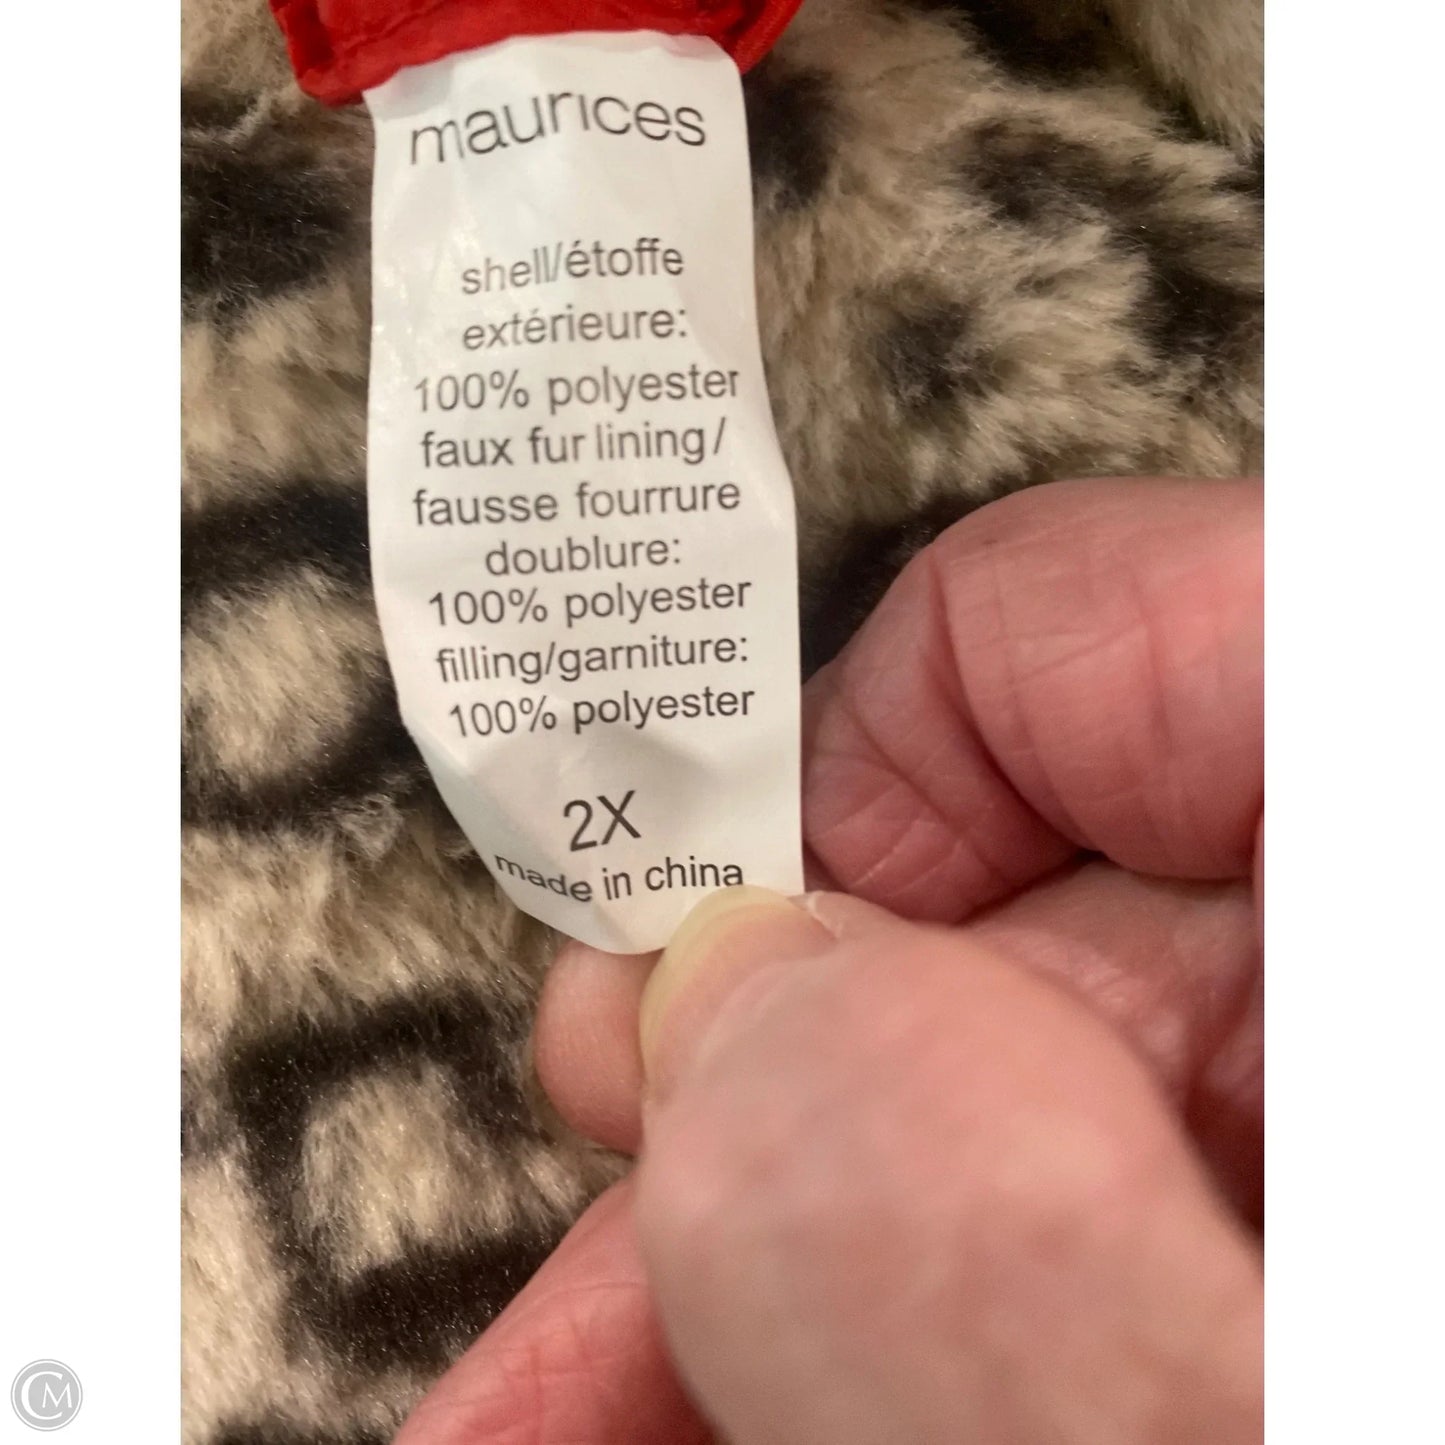 maurices
shell/étoffe
extérieure:
100% polyester
faux fur lining/
fausse fourrure
doublure:
100% polyester
filling/garniture:
100% polyester
2X
made in china
CM